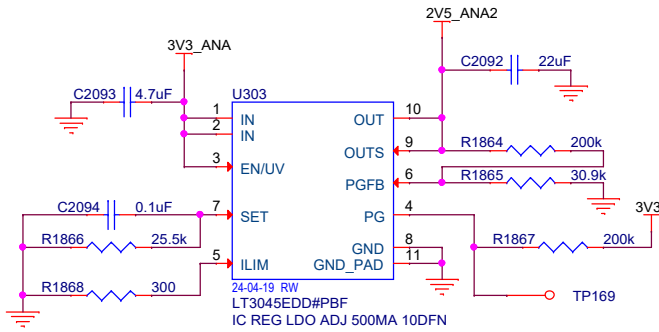 2V5_ANA2
3V3_ANA
C2092 22uF
C2093 4.7uF
U303
1 IN OUT 10
2 IN
OUTS 9 R1864 200k
3 EN/UV
PGFB 6 R1865 30.9k
C2094 0.1uF 7 SET PG 4
3V3
R1866 25.5k
R1867 200k
GND 8
5 ILIM GND_PAD 11
R1868 300
24-04-19 RW
TP169
LT3045EDD#PBF
IC REG LDO ADJ 500MA 10DFN